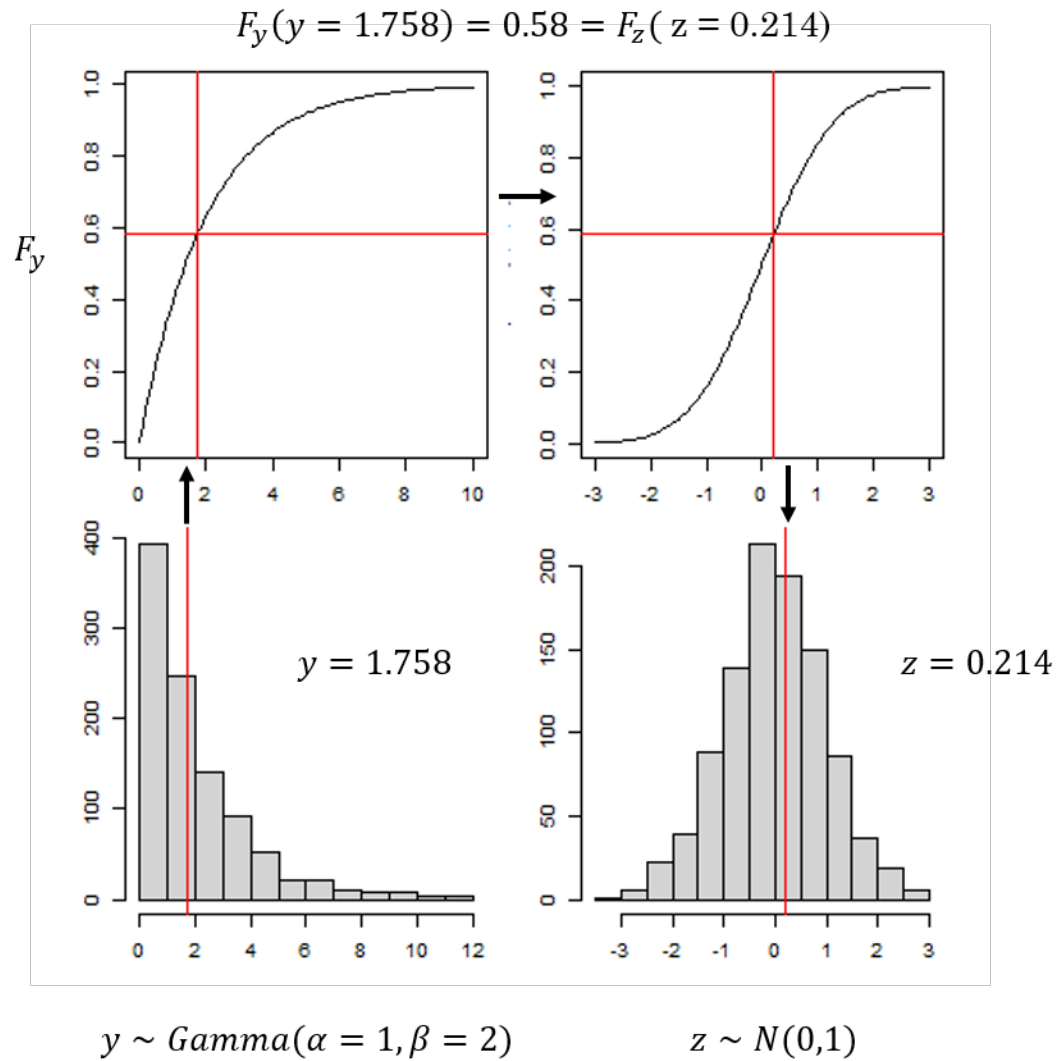 F_y(y = 1.758) = 0.58 = F_z( z = 0.214)
F_y
0.0 0.2 0.4 0.6 0.8 1.0
0 2 4 6 8 10
0.0 0.2 0.4 0.6 0.8 1.0
-3 -2 -1 0 1 2 3
0 100 200 300 400
y = 1.758
0 2 4 6 8 10 12
0 50 100 150 200
z = 0.214
-3 -2 -1 0 1 2 3
y ~ Gamma(α = 1, β = 2)
z ~ N(0,1)